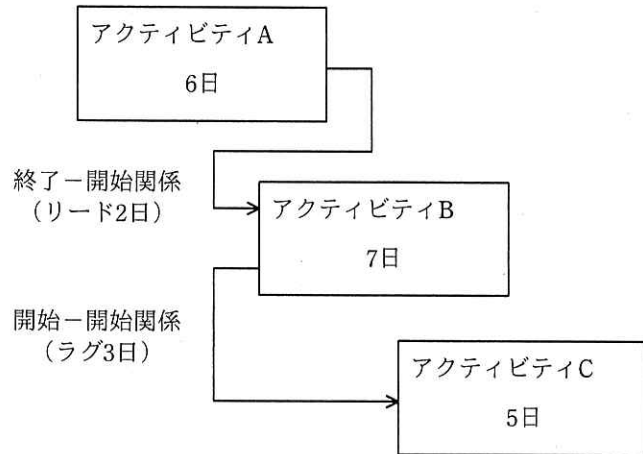 アクティビティA
6日
終了－開始関係
（リード2日）
アクティビティB
7日
開始－開始関係
（ラグ3日）
アクティビティC
5日